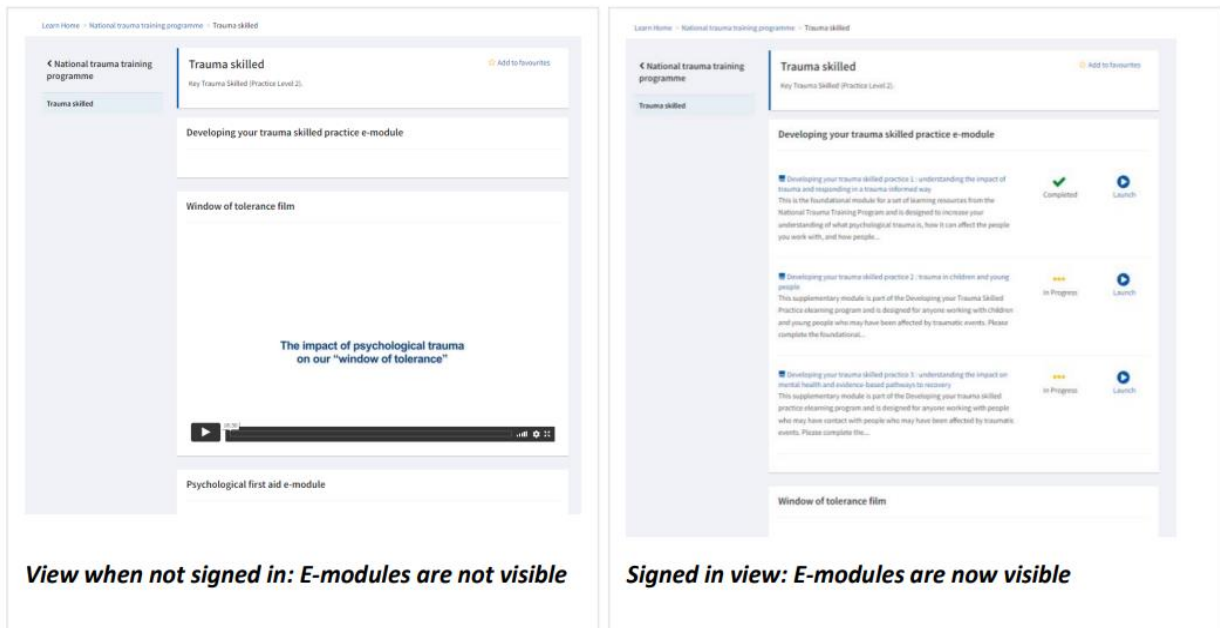 Learn Home > National trauma training programme > Trauma skilled
< National trauma training
programme
Trauma skilled
Trauma skilled
Add to favourites
Key Trauma Skilled (Practice Level 2).
Developing your trauma skilled practice e-module
Window of tolerance film
The impact of psychological trauma
on our “window of tolerance”
Psychological first aid e-module
View when not signed in: E-modules are not visible
Learn Home > National trauma training programme > Trauma skilled
< National trauma training
programme
Trauma skilled
Trauma skilled
Add to favourites
Key Trauma Skilled (Practice Level 2).
Developing your trauma skilled practice e-module
Developing your trauma skilled practice 1 : understanding the impact of
trauma and responding in a trauma informed way
This is the foundational module for a set of learning resources from the
National Trauma Training Program and is designed to increase your
understanding of what psychological trauma is, how it can affect the people
you work with, and how people...
Completed
Launch
Developing your trauma skilled practice 2 : trauma in children and young
people
This supplementary module is part of the Developing your Trauma Skilled
Practice elearning program and is designed for anyone working with children
and young people who may have been affected by traumatic events. Please
complete the foundational...
In Progress
Launch
Developing your trauma skilled practice 3 : understanding the impact on
mental health and evidence-based pathways to recovery
This supplementary module is part of the Developing your trauma skilled
practice elearning program and is designed for anyone working with people
who may have contact with people who may have been affected by traumatic
events. Please complete the...
In Progress
Launch
Window of tolerance film
Signed in view: E-modules are now visible